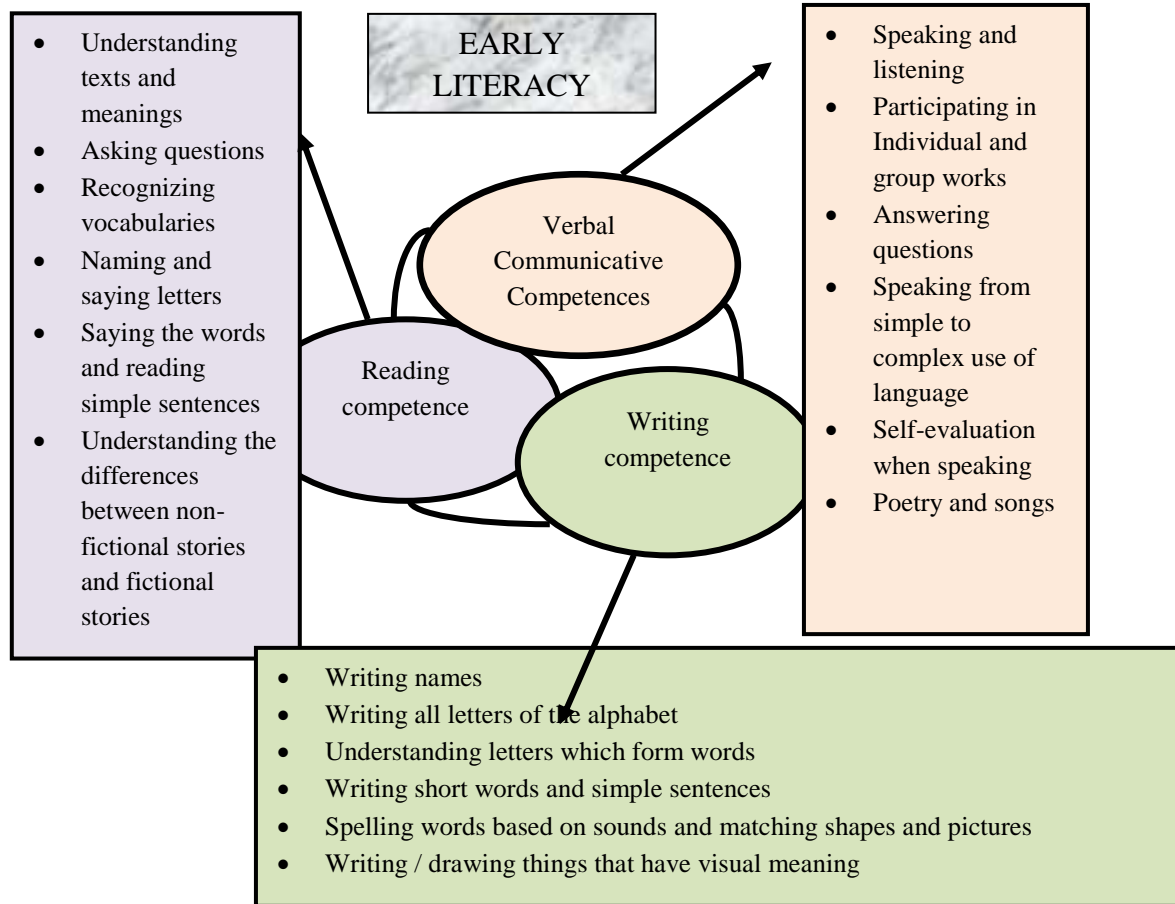 EARLY
LITERACY
• Understanding
texts and
meanings
• Asking questions
• Recognizing
vocabularies
• Naming and
saying letters
• Saying the words
and reading
simple sentences
• Understanding the
differences
between non-
fictional stories
and fictional
stories
Verbal
Communicative
Competences
Reading
competence
Writing
competence
• Speaking and
listening
• Participating in
Individual and
group works
• Answering
questions
• Speaking from
simple to
complex use of
language
• Self-evaluation
when speaking
• Poetry and songs
• Writing names
• Writing all letters of the alphabet
• Understanding letters which form words
• Writing short words and simple sentences
• Spelling words based on sounds and matching shapes and pictures
• Writing / drawing things that have visual meaning